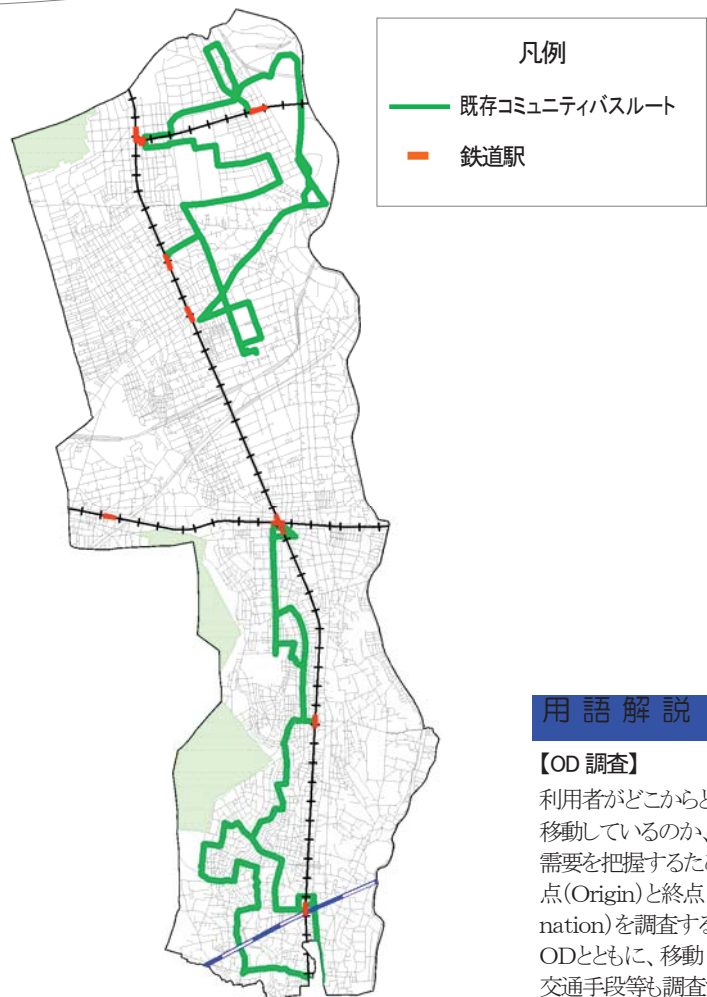 凡例
既存コミュニティバスルート
鉄道駅
用語解説
【OD 調査】
利用者がどこからと
移動しているのか、
需要を把握するため
点(Origin)と終点
nation)を調査する
ODとともに、移動
交通手段等も調査